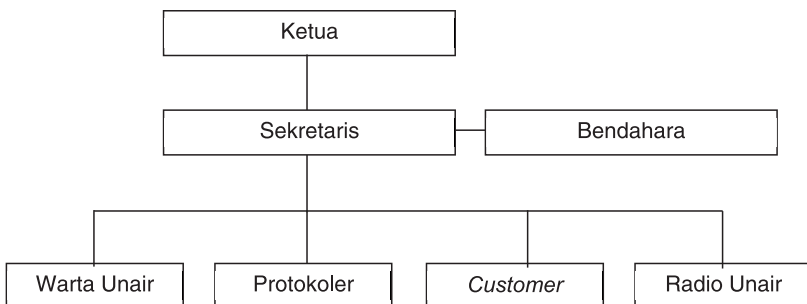 Ketua
Sekretaris
Bendahara
Warta Unair
Protokoler
Customer
Radio Unair